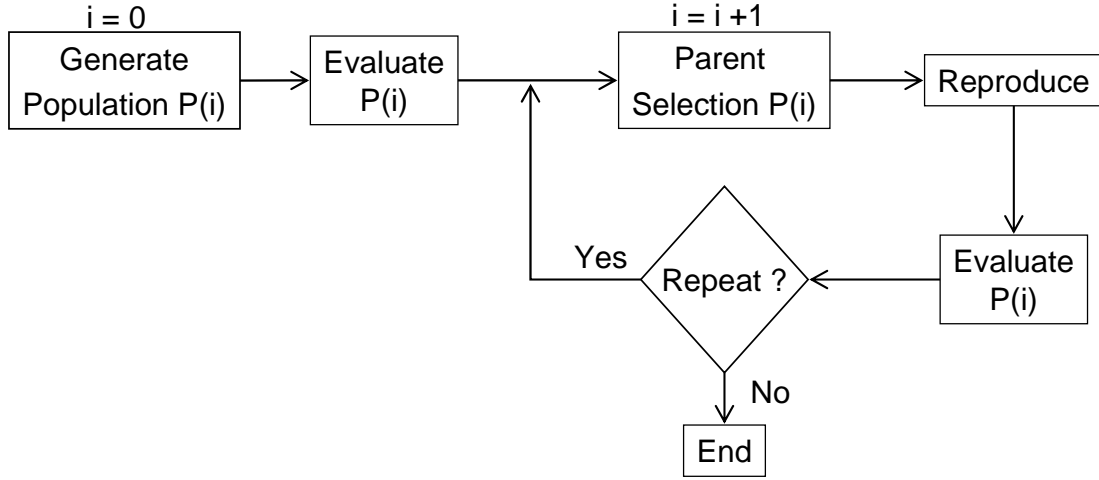 i = 0
Generate
Population P(i)
Evaluate
P(i)
i = i +1
Parent
Selection P(i)
Reproduce
Evaluate
P(i)
Repeat ?
Yes
No
End